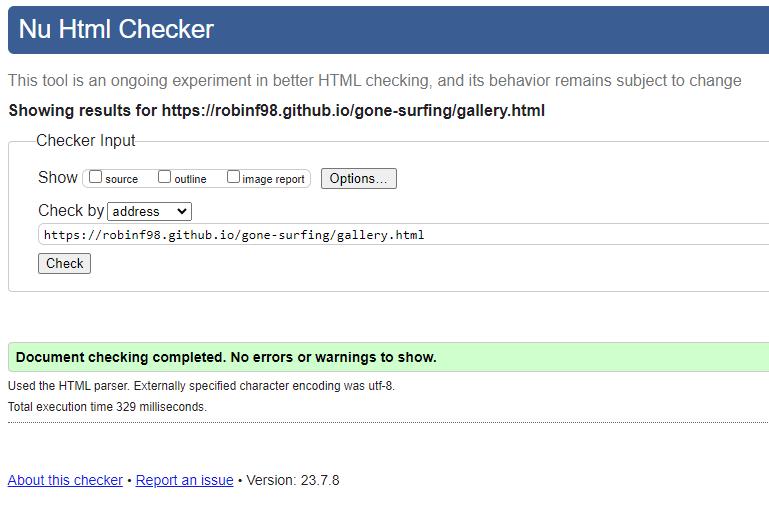 Nu Html Checker
This tool is an ongoing experiment in better HTML checking, and its behavior remains subject to change
Showing results for https://robinf98.github.io/gone-surfing/gallery.html
Checker Input
Show source outline image report Options...
Check by address
https://robinf98.github.io/gone-surfing/gallery.html
Check
Document checking completed. No errors or warnings to show.
Used the HTML parser. Externally specified character encoding was utf-8.
Total execution time 329 milliseconds.
About this checker • Report an issue • Version: 23.7.8